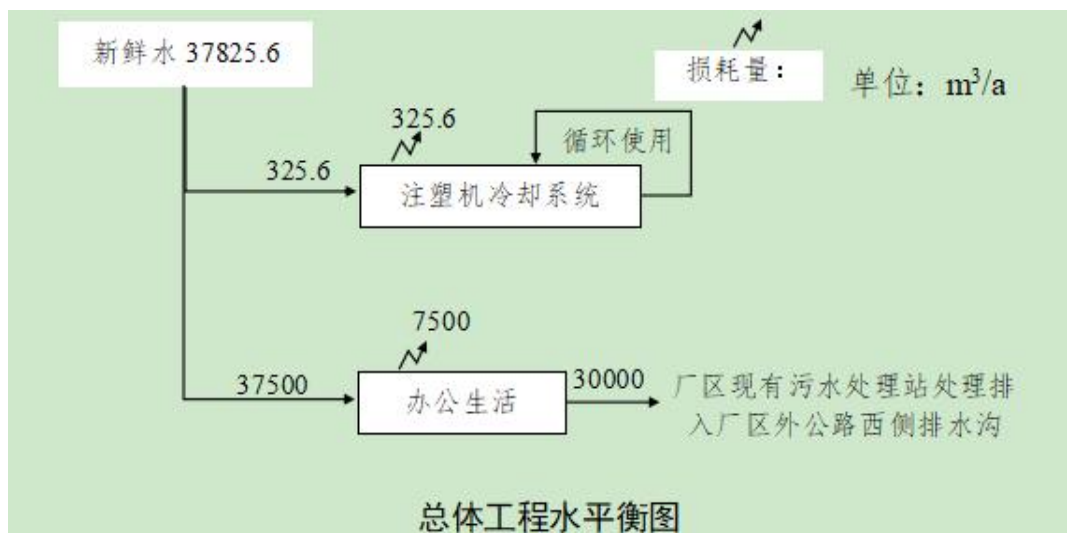 新鲜水 37825.6
损耗量：
单位：m³/a
325.6
循环使用
325.6
注塑机冷却系统
7500
37500
办公生活
30000
厂区现有污水处理站处理排
入厂区外公路西侧排水沟
总体工程水平衡图